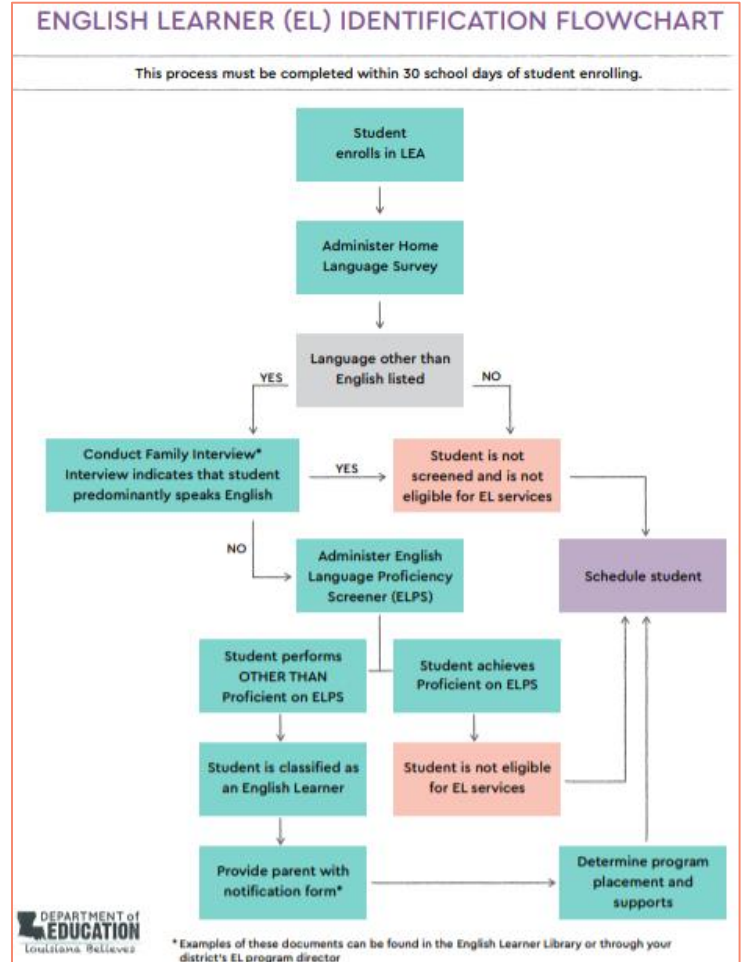 ENGLISH LEARNER (EL) IDENTIFICATION FLOWCHART
This process must be completed within 30 school days of student enrolling.
Student
enrolls in LEA
Administer Home
Language Survey
Language other than
English listed
YES
NO
Conduct Family Interview*
Interview indicates that student
predominantly speaks English
YES
Student is not
screened and is not
eligible for EL services
NO
Administer English
Language Proficiency
Screener (ELPS)
Schedule student
Student performs
OTHER THAN
Proficient on ELPS
Student achieves
Proficient on ELPS
Student is classified as
an English Learner
Student is not eligible
for EL services
Provide parent with
notification form*
Determine program
placement and
supports
DEPARTMENT of
EDUCATION
Louisiana Believes
* Examples of these documents can be found in the English Learner Library or through your
district's EL program director